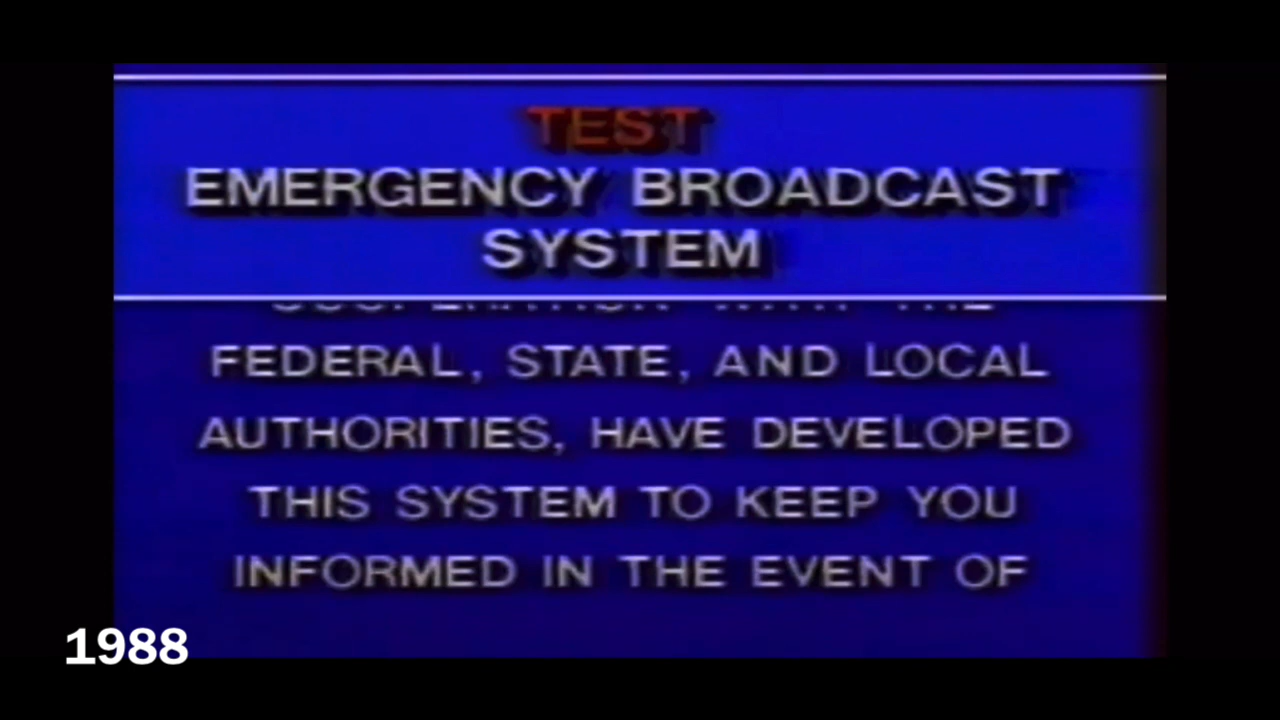 TEST
EMERGENCY BROADCAST
SYSTEM
FEDERAL, STATE, AND LOCAL
AUTHORITIES, HAVE DEVELOPED
THIS SYSTEM TO KEEP YOU
INFORMED IN THE EVENT OF
1988